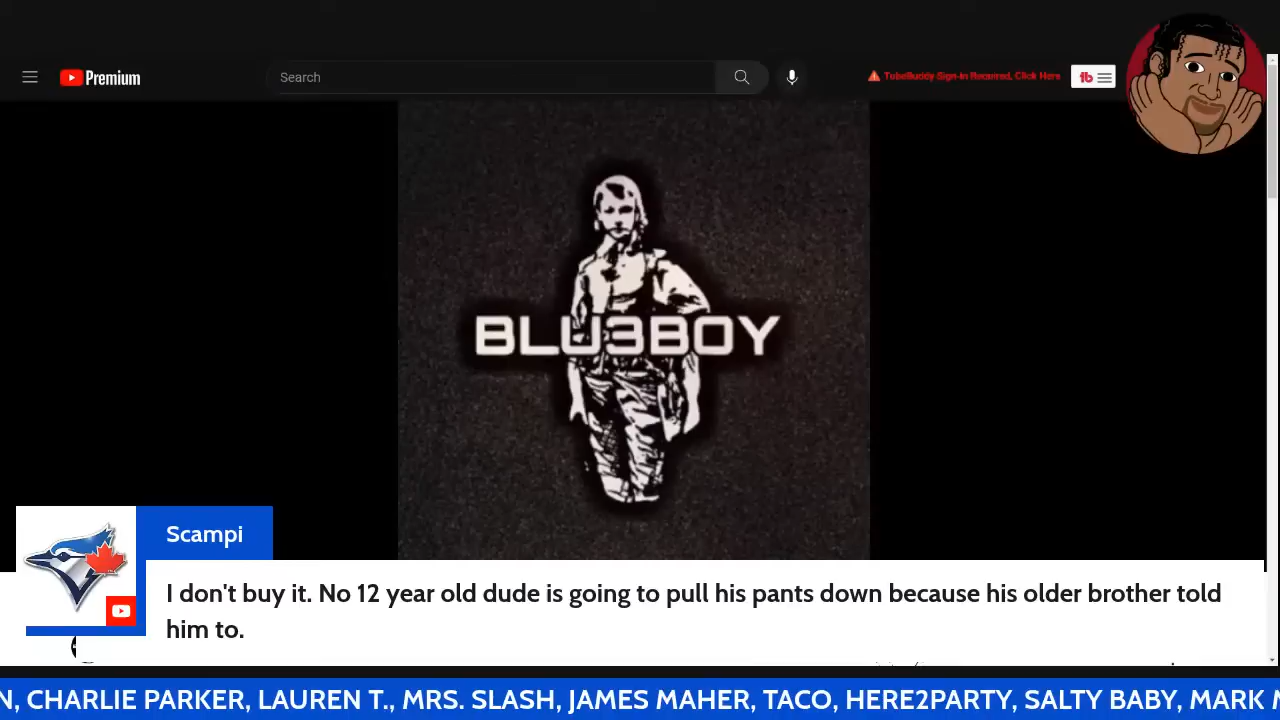 Premium
Search
TubeBuddy Sign-In Required, Click Here
tb
BLU3BOY
Scampi
I don't buy it. No 12 year old dude is going to pull his pants down because his older brother told
him to.
N, CHARLIE PARKER, LAUREN T., MRS. SLASH, JAMES MAHER, TACO, HERE2PARTY, SALTY BABY, MARK M